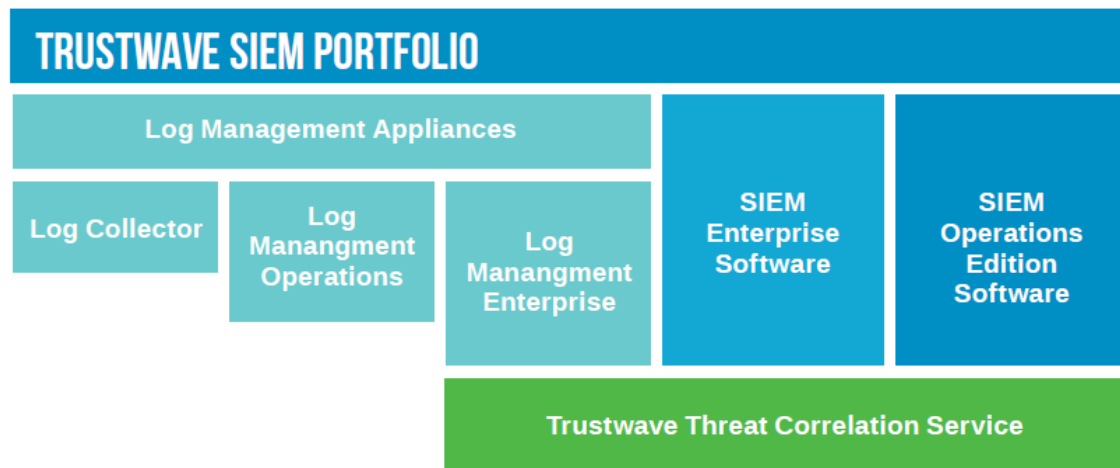 TRUSTWAVE SIEM PORTFOLIO
Log Management Appliances
Log Collector
Log
Manangment
Operations
Log
Manangment
Enterprise
SIEM
Enterprise
Software
SIEM
Operations
Edition
Software
Trustwave Threat Correlation Service